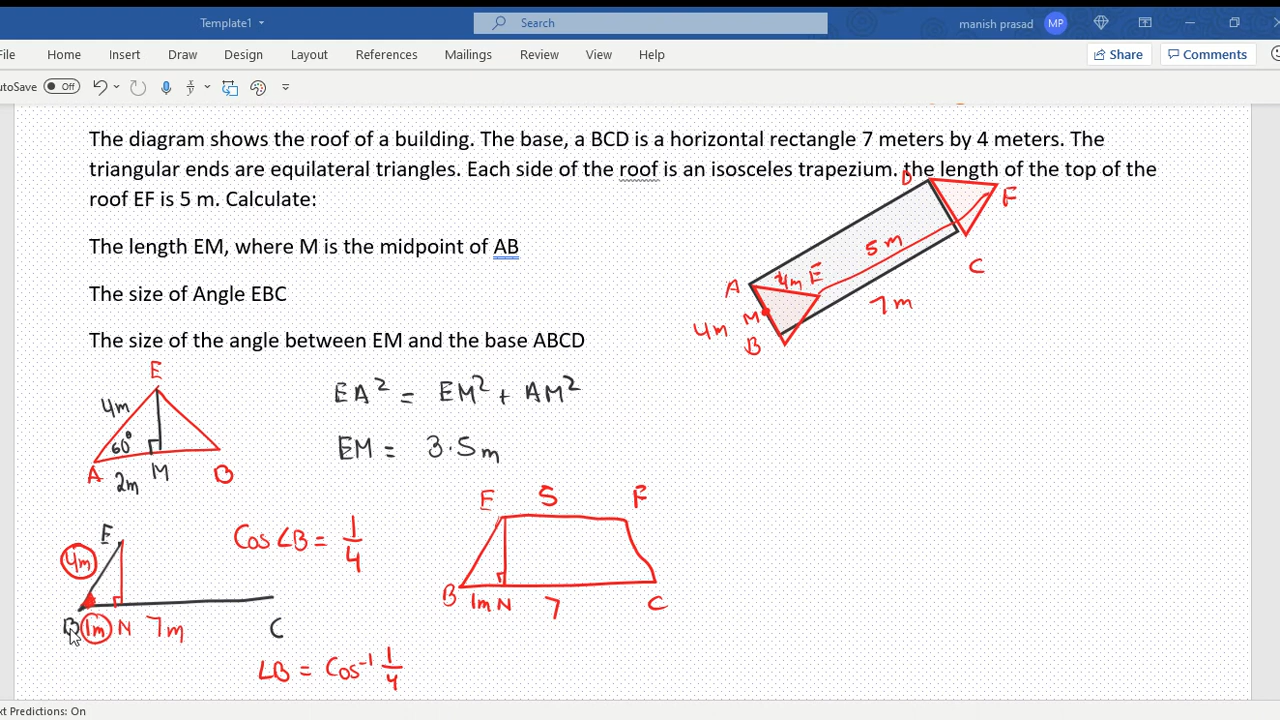 Template1
Search
manish prasad
MP
File Home Insert Draw Design Layout References Mailings Review View Help
Share
Comments
AutoSave Off
The diagram shows the roof of a building. The base, a BCD is a horizontal rectangle 7 meters by 4 meters. The
triangular ends are equilateral triangles. Each side of the roof is an isosceles trapezium. the length of the top of the
roof EF is 5 m. Calculate:
The length EM, where M is the midpoint of AB
The size of Angle EBC
The size of the angle between EM and the base ABCD
D
F
5 m
C
A
4m
E
7 m
4m
M
B
E
4m
60°
A
2m
M
B
EA² = EM² + AM²
EM = 3.5m
E
4m
B
1m
N
7m
C
Cos ∠B = 1/4
∠B = Cos⁻¹ 1/4
E
5
F
B
1m
N
7
C
Text Predictions: On